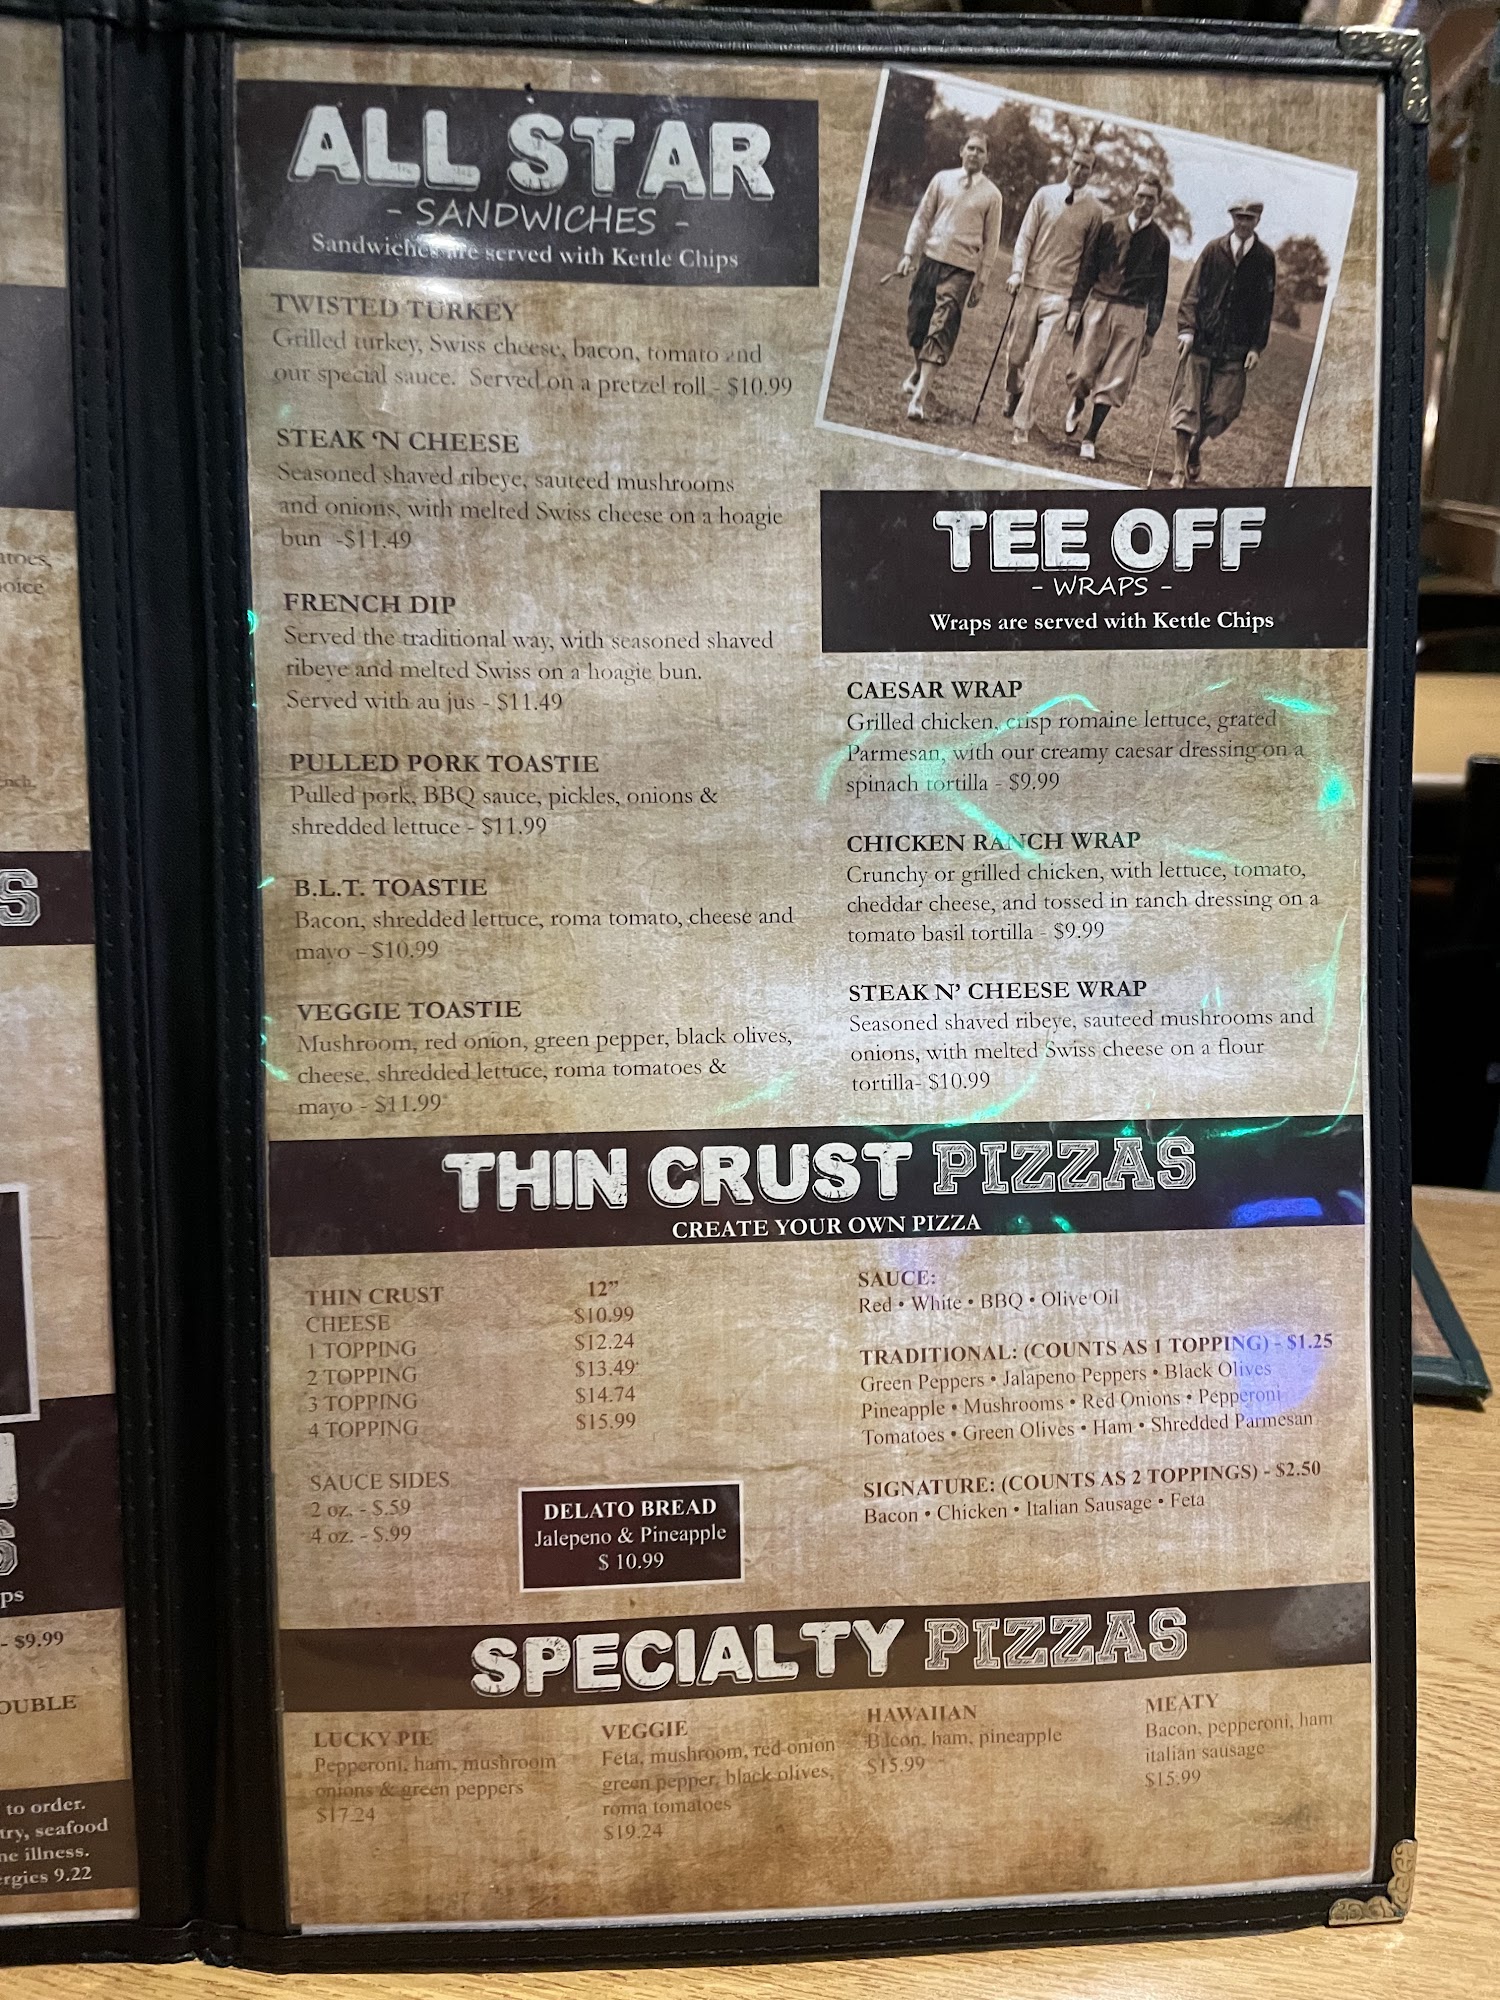 ALL STAR
- SANDWICHES -
Sandwiches are served with Kettle Chips
TWISTED TURKEY
Grilled turkey, Swiss cheese, bacon, tomato and
our special sauce. Served on a pretzel roll - $10.99
STEAK 'N CHEESE
Seasoned shaved ribeye, sauteed mushrooms
and onions, with melted Swiss cheese on a hoagie
bun -$11.49
FRENCH DIP
Served the traditional way, with seasoned shaved
ribeye and melted Swiss on a hoagie bun.
Served with au jus - $11.49
PULLED PORK TOASTIE
Pulled pork, BBQ sauce, pickles, onions &
shredded lettuce - $11.99
B.L.T. TOASTIE
Bacon, shredded lettuce, roma tomato, cheese and
mayo - $10.99
VEGGIE TOASTIE
Mushroom, red onion, green pepper, black olives,
cheese, shredded lettuce, roma tomatoes &
mayo - $11.99
TEE OFF
- WRAPS -
Wraps are served with Kettle Chips
CAESAR WRAP
Grilled chicken, crisp romaine lettuce, grated
Parmesan, with our creamy caesar dressing on a
spinach tortilla - $9.99
CHICKEN RANCH WRAP
Crunchy or grilled chicken, with lettuce, tomato,
cheddar cheese, and tossed in ranch dressing on a
tomato basil tortilla - $9.99
STEAK N' CHEESE WRAP
Seasoned shaved ribeye, sauteed mushrooms and
onions, with melted Swiss cheese on a flour
tortilla- $10.99
THIN CRUST PIZZAS
CREATE YOUR OWN PIZZA
THIN CRUST 12"
CHEESE $10.99
1 TOPPING $12.24
2 TOPPING $13.49
3 TOPPING $14.74
4 TOPPING $15.99
SAUCE SIDES
2 oz. - $.59
4 oz. - $.99
DELATO BREAD
Jalepeno & Pineapple
$ 10.99
SAUCE:
Red • White • BBQ • Olive Oil
TRADITIONAL: (COUNTS AS 1 TOPPING) - $1.25
Green Peppers • Jalapeno Peppers • Black Olives
Pineapple • Mushrooms • Red Onions • Pepperoni
Tomatoes • Green Olives • Ham • Shredded Parmesan
SIGNATURE: (COUNTS AS 2 TOPPINGS) - $2.50
Bacon • Chicken • Italian Sausage • Feta
SPECIALTY PIZZAS
LUCKY PIE
Pepperoni, ham, mushroom
onions & green peppers
$17.24
VEGGIE
Feta, mushroom, red onion
green pepper, black olives,
roma tomatoes
$19.24
HAWAIIAN
Bacon, ham, pineapple
$15.99
MEATY
Bacon, pepperoni, ham
italian sausage
$15.99
- $9.99
to order.
seafood
illness.
9.22